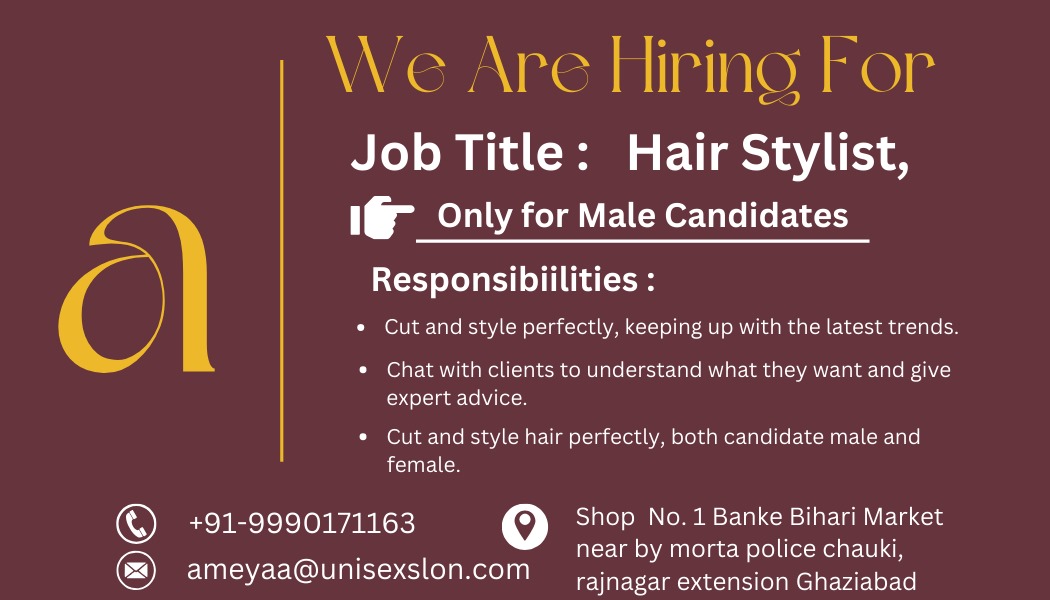 We Are Hiring For
Job Title : Hair Stylist,
Only for Male Candidates
Responsibiilities :
• Cut and style perfectly, keeping up with the latest trends.
• Chat with clients to understand what they want and give
expert advice.
• Cut and style hair perfectly, both candidate male and
female.
a
+91-9990171163
ameyaa@unisexslon.com
Shop No. 1 Banke Bihari Market
near by morta police chauki,
rajnagar extension Ghaziabad